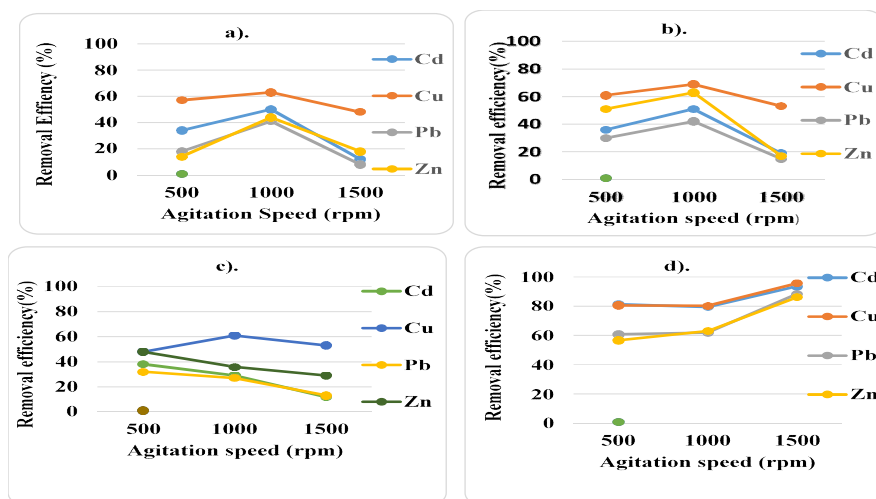 a).
Removal Effiency (%)
100
80
60
40
20
0
500 1000 1500
Agitation Speed (rpm)
Cd
Cu
Pb
Zn
b).
Removal efficiency (%)
100
80
60
40
20
0
500 1000 1500
Agitation speed (rpm)
Cd
Cu
Pb
Zn
c).
Removal efficiency(%)
100
80
60
40
20
0
500 1000 1500
Agitation speed (rpm)
Cd
Cu
Pb
Zn
d).
Removal efficiency(%)
100
80
60
40
20
0
500 1000 1500
Agitation speed (rpm)
Cd
Cu
Pb
Zn